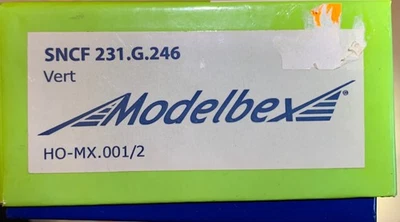 SNCF 231.G.246
Vert
Modelbex
HO-MX.001/2